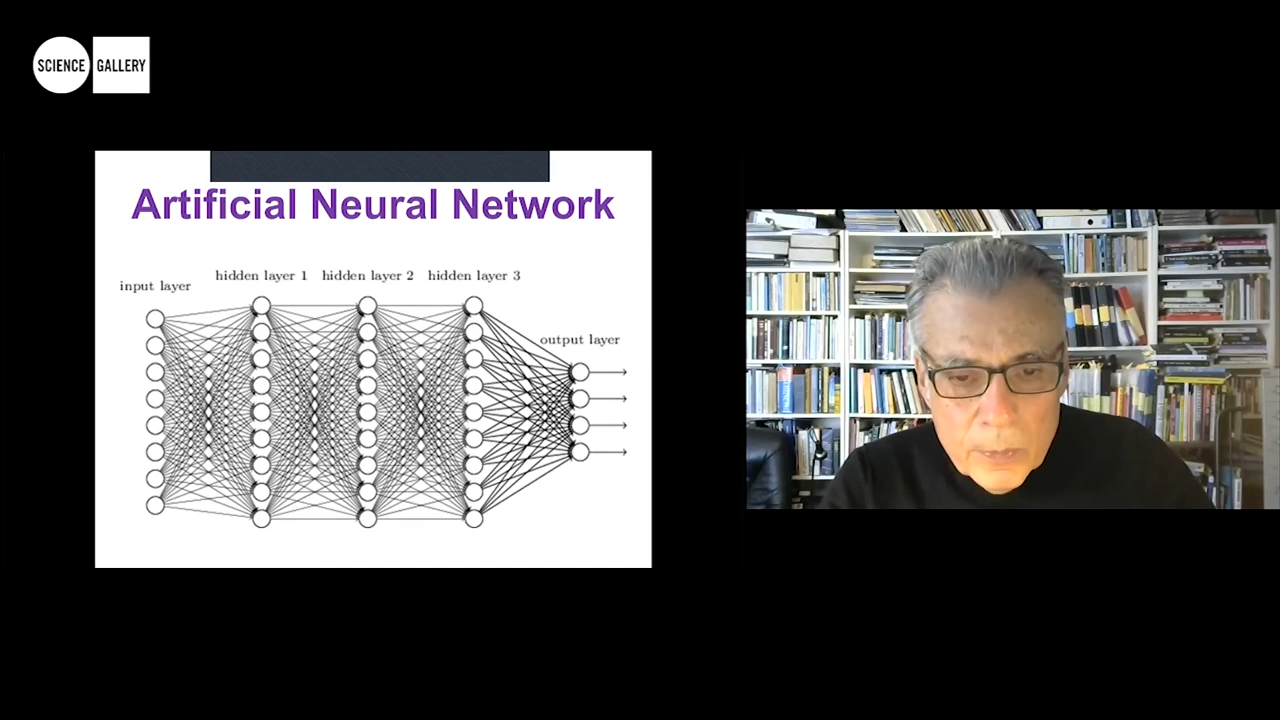 SCIENCE GALLERY
Artificial Neural Network
hidden layer 1 hidden layer 2 hidden layer 3
input layer
output layer